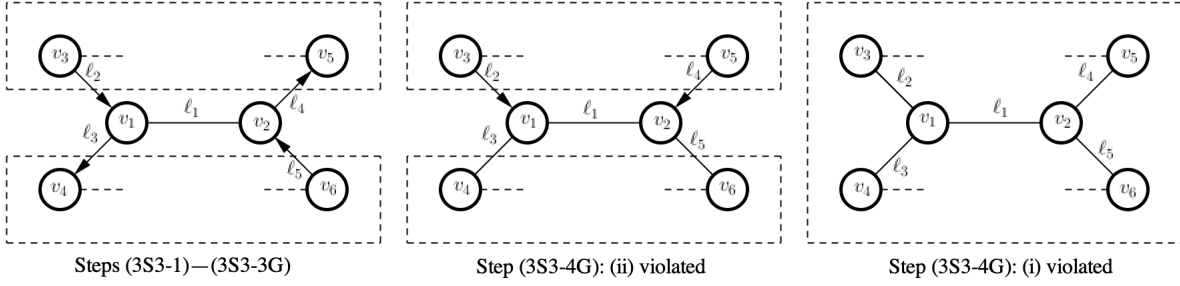 v₃ v₅ v₃ v₅ v₃ v₅
ℓ₂ ℓ₄ ℓ₂ ℓ₄ ℓ₂ ℓ₄
v₁ ℓ₁ v₂ v₁ ℓ₁ v₂ v₁ ℓ₁ v₂
ℓ₃ ℓ₅ ℓ₃ ℓ₅ ℓ₃ ℓ₅
v₄ v₆ v₄ v₆ v₄ v₆
Steps (3S3-1)—(3S3-3G) Step (3S3-4G): (ii) violated Step (3S3-4G): (i) violated